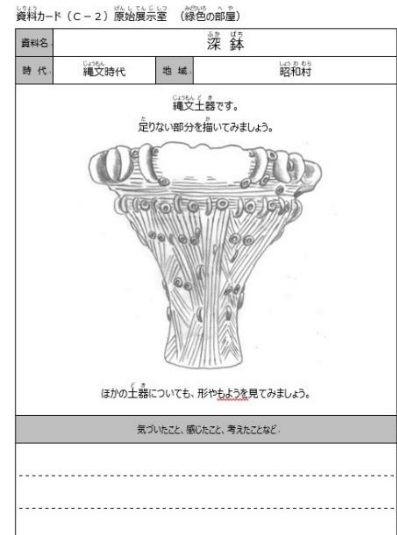 資料カード（C－2）原始展示室　（緑色の部屋）
資料名　深鉢
時代　縄文時代　地域　昭和村
縄文土器です。
足りない部分を描いてみましょう。
ほかの土器についても、形やもようを見てみましょう。
気づいたこと、感じたこと、考えたことなど